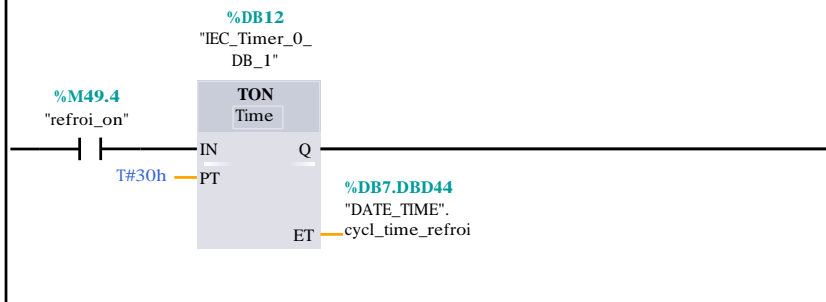 %DB12
"IEC_Timer_0_
DB_1"
%M49.4
"refroi_on"
TON
Time
IN
Q
T#30h
PT
%DB7.DBD44
"DATE_TIME".
cycl_time_refroi
ET